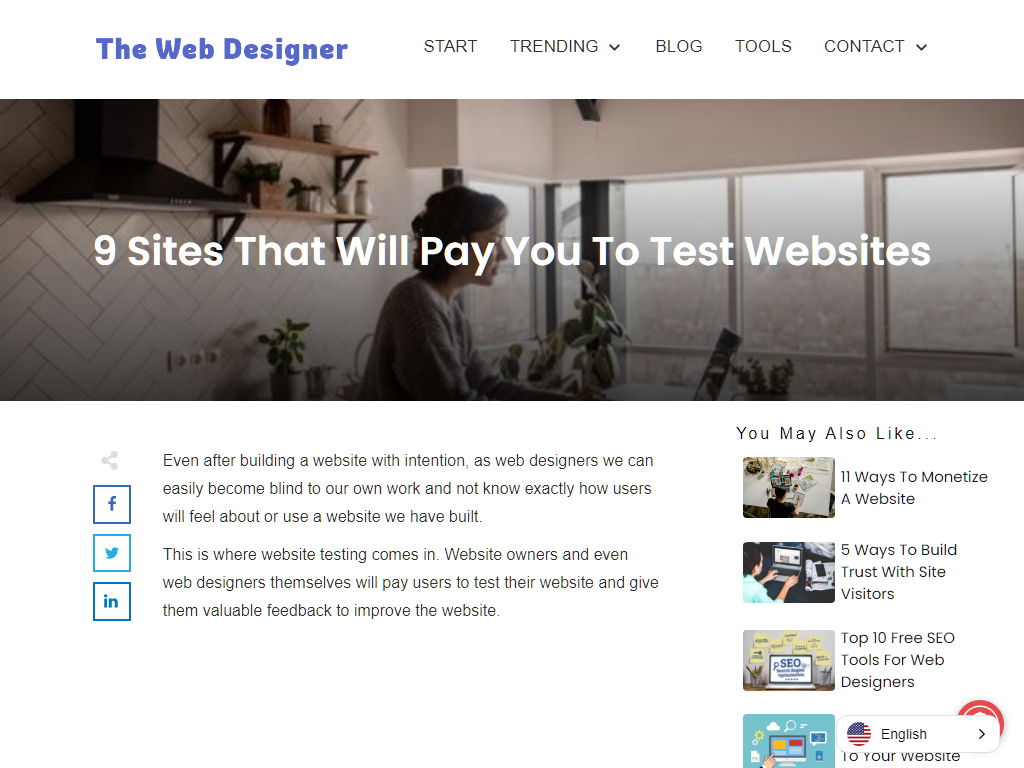 The Web Designer
START TRENDING BLOG TOOLS CONTACT
9 Sites That Will Pay You To Test Websites
Even after building a website with intention, as web designers we can
easily become blind to our own work and not know exactly how users
will feel about or use a website we have built.
This is where website testing comes in. Website owners and even
web designers themselves will pay users to test their website and give
them valuable feedback to improve the website.
You May Also Like...
11 Ways To Monetize
A Website
5 Ways To Build
Trust With Site
Visitors
SEO
Search Engine
Optimization
Top 10 Free SEO
Tools For Web
Designers
To Your Website
English